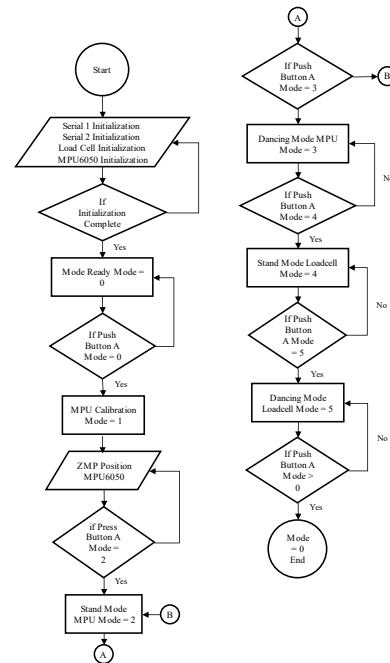 Start
Serial 1 Initialization
Serial 2 Initialization
Load Cell Initialization
MPU6050 Initialization
If
Initialization
Complete
Yes
Mode Ready Mode =
0
If Push
Button A
Mode = 0
Yes
MPU Calibration
Mode = 1
ZMP Position
MPU6050
if Press
Button A
Mode =
2
Yes
Stand Mode
MPU Mode = 2
B
A
A
If Push
Button A
Mode = 3
B
Dancing Mode MPU
Mode = 3
No
If Push
Button A
Mode = 4
Yes
Stand Mode Loadcell
Mode = 4
No
If Push
Button
A Mode
= 5
Yes
Dancing Mode
Loadcell Mode = 5
No
If Push
Button A
Mode >
0
Yes
Mode
= 0
End